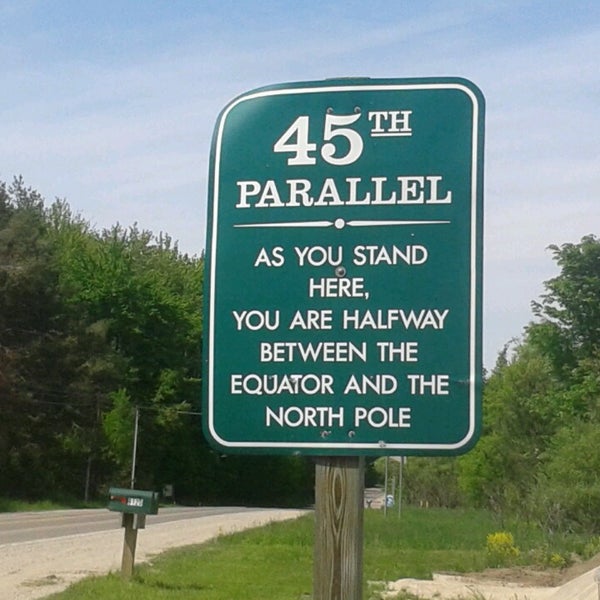 45TH
PARALLEL
AS YOU STAND
HERE,
YOU ARE HALFWAY
BETWEEN THE
EQUATOR AND THE
NORTH POLE